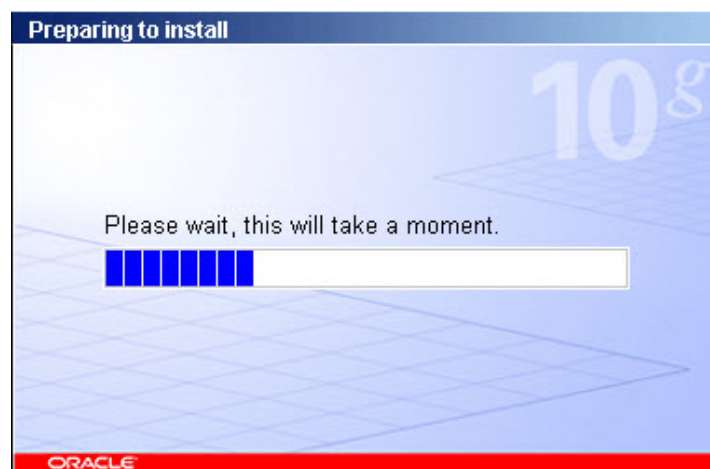 Preparing to install
10g
Please wait, this will take a moment.
ORACLE